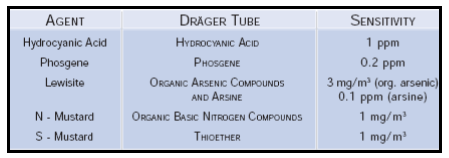 AGENT DRÄGER TUBE SENSITIVITY
Hydrocyanic Acid HYDROCYANIC ACID 1 ppm
Phosgene PHOSGENE 0.2 ppm
Lewisite ORGANIC ARSENIC COMPOUNDS 3 mg/m³ (org. arsenic)
AND ARSINE 0.1 ppm (arsine)
N - Mustard ORGANIC BASIC NITROGEN COMPOUNDS 1 mg/m³
S - Mustard THIOETHER 1 mg/m³